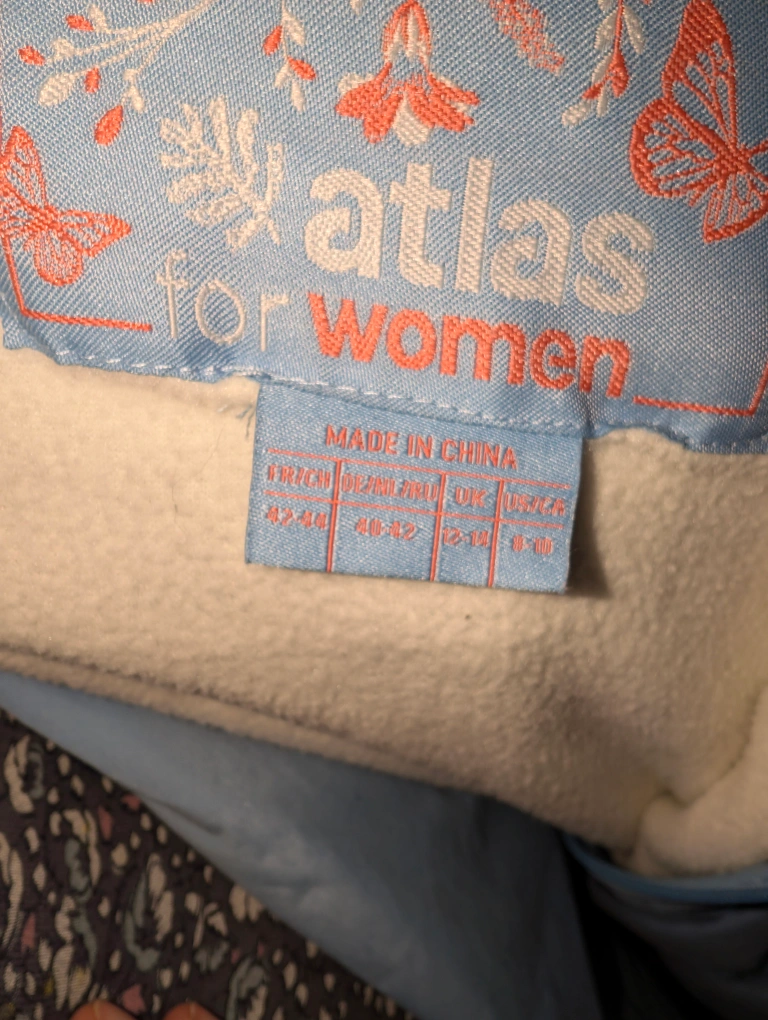 atlas
for women
MADE IN CHINA
FR/CH DE/NL/RU UK US/CA
42-44 40-42 12-14 8-10